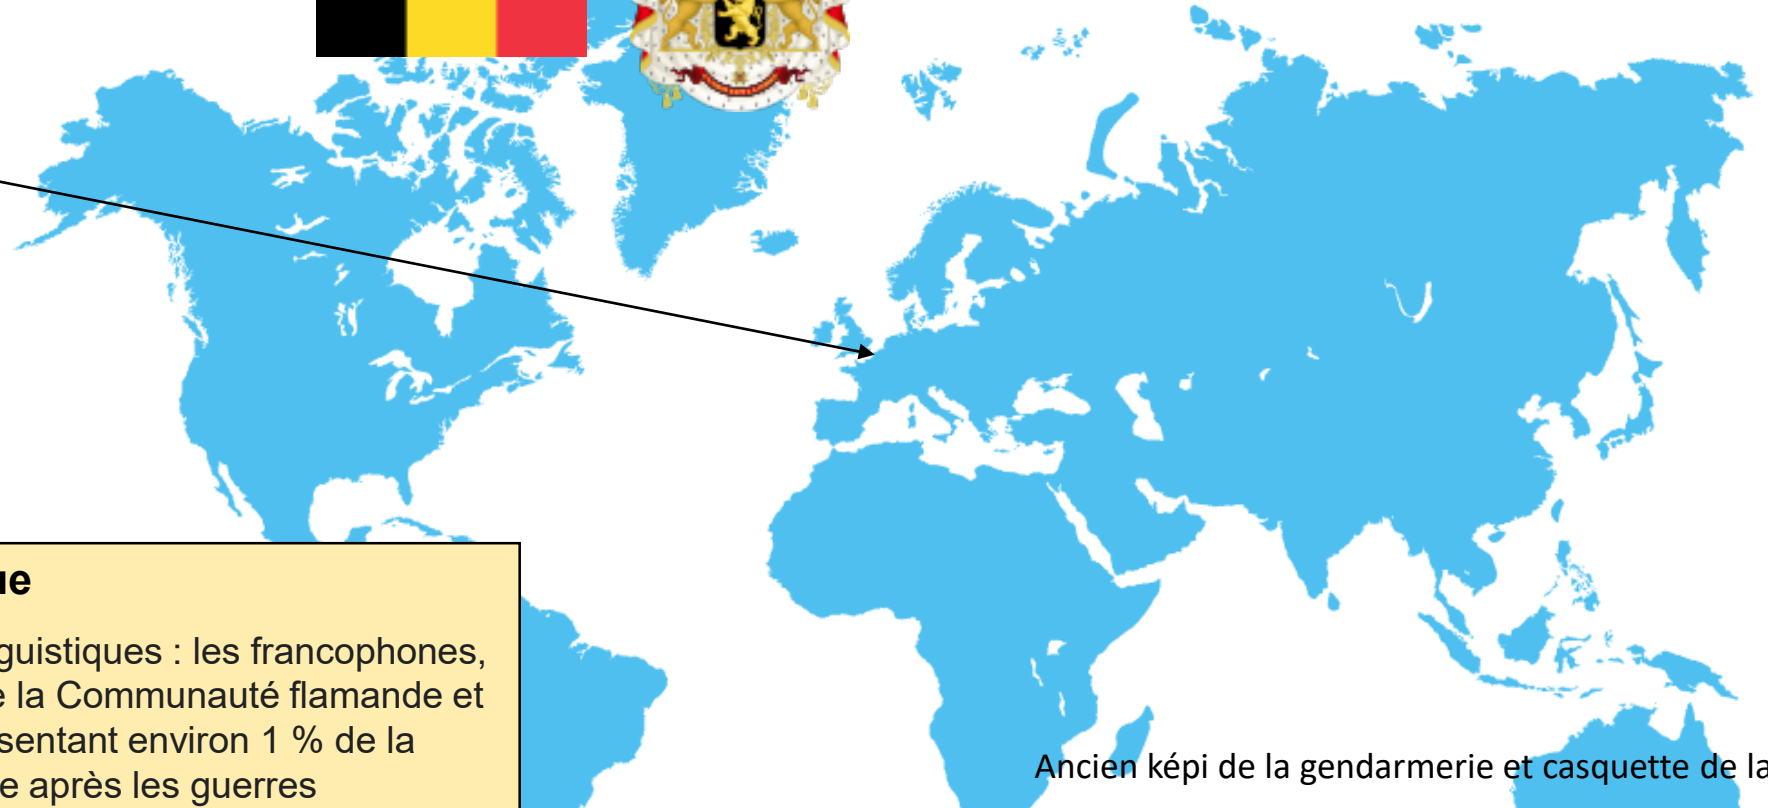 ue
guistiques : les francophones,
e la Communauté flamande et
sentant environ 1 % de la
e après les guerres
Ancien képi de la gendarmerie et casquette de la